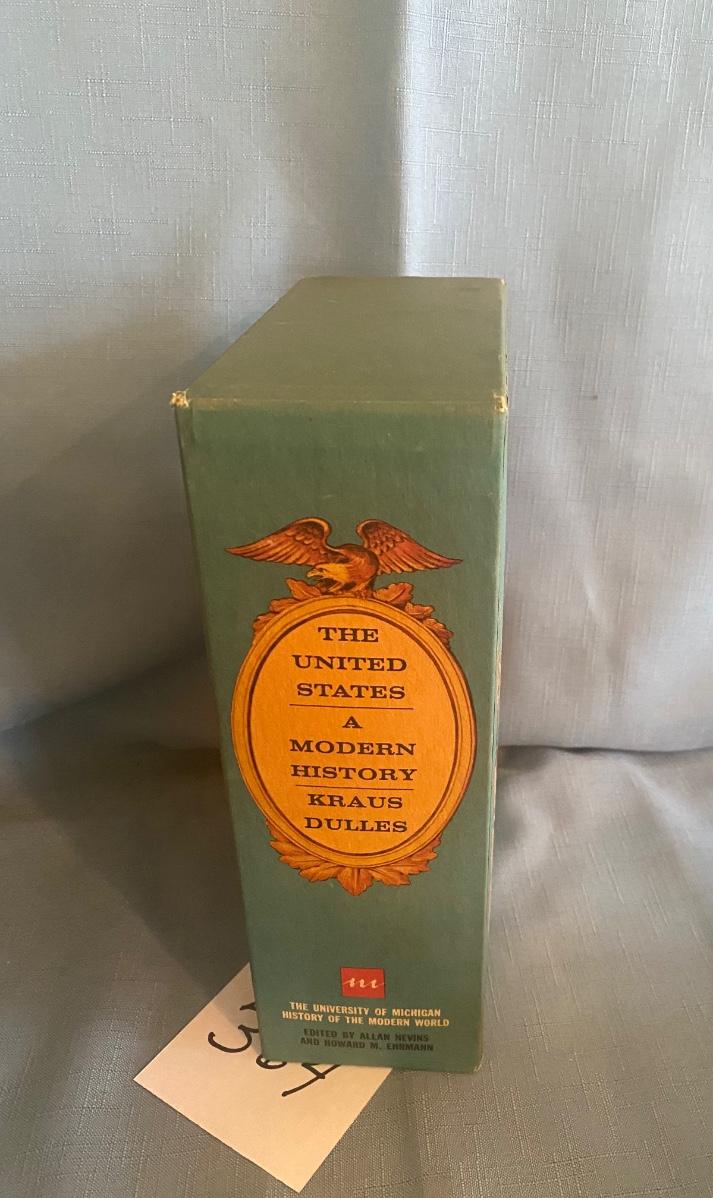 THE
UNITED
STATES
A
MODERN
HISTORY
KRAUS
DULLES
m
THE UNIVERSITY OF MICHIGAN
HISTORY OF THE MODERN WORLD
EDITED BY ALLAN NEVINS
AND HOWARD M. EHRMANN